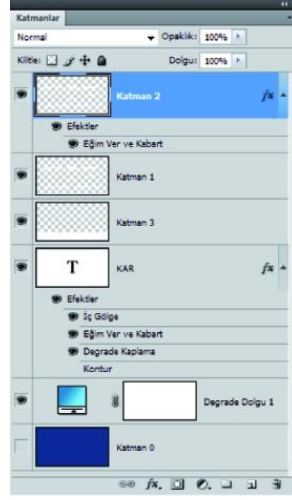 Katmanlar
Normal Opaklık: 100%
Kilitle: Dolgu: 100%
Katman 2 fx
Efektler
Eğim Ver ve Kabart
Katman 1
Katman 3
T KAR fx
Efektler
İç Gölge
Eğim Ver ve Kabart
Degrade Kaplama
Kontur
Degrade Dolgu 1
Katman 0
fx.